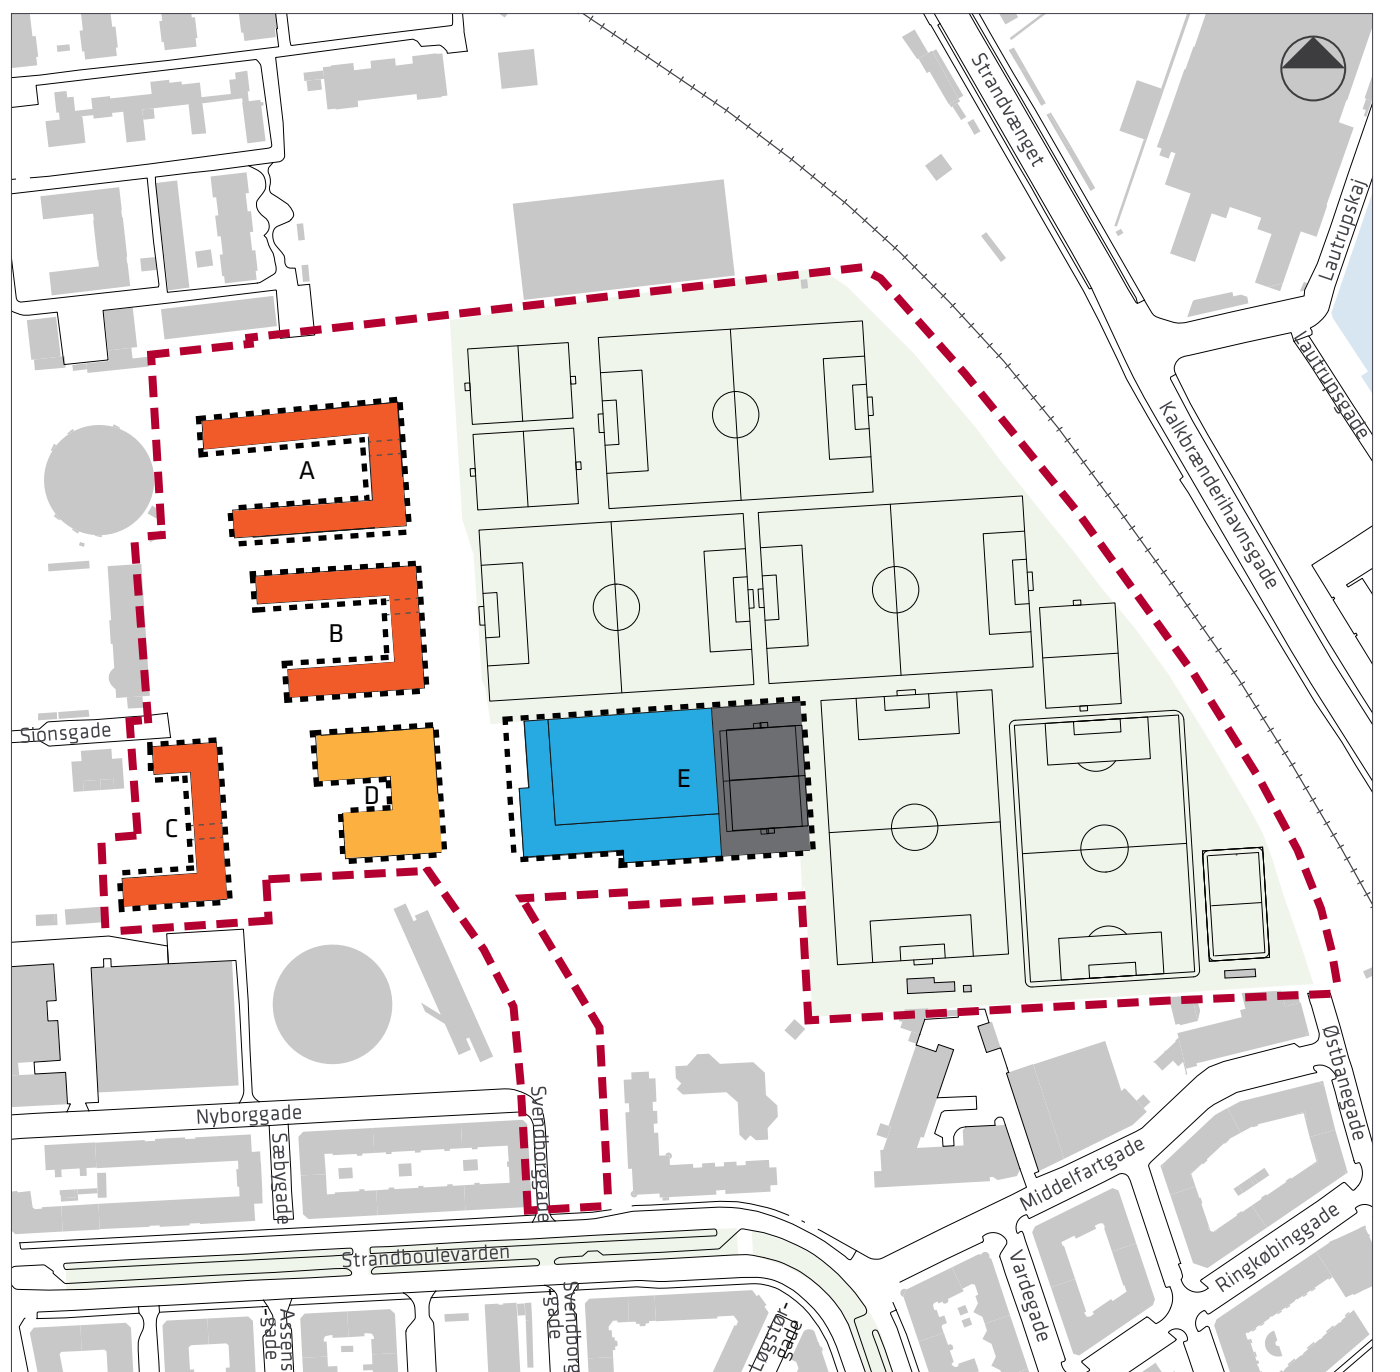 Strandvænget
Lautrupskaj
Lautrupsgade
Kalkbrænderihavnsgade
A
B
Sionsgade
E
D
C
Østbanegade
Svendborggade
Nyborggade
Sæbygade
Middelfartgade
Ringkøbinggade
Strandboulevarden
Vardegade
Assens-
gade
Svendborg-
gade
Løgstør-
gade